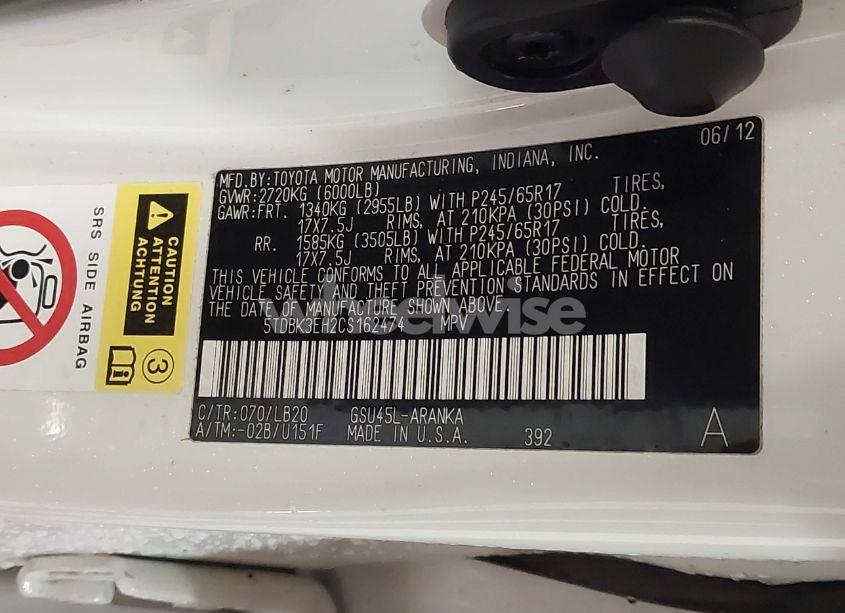 06/12
MFD.BY:TOYOTA MOTOR MANUFACTURING, INDIANA, INC.
GVWR:2720KG (6000LB)
GAWR:FRT. 1340KG (2955LB) WITH P245/65R17 TIRES,
17X7.5J RIMS, AT 210KPA (30PSI) COLD.
RR. 1585KG (3505LB) WITH P245/65R17 TIRES,
17X7.5J RIMS, AT 210KPA (30PSI) COLD.
THIS VEHICLE CONFORMS TO ALL APPLICABLE FEDERAL MOTOR
VEHICLE SAFETY AND THEFT PREVENTION STANDARDS IN EFFECT ON
THE DATE OF MANUFACTURE SHOWN ABOVE.
5TDBK3EH2CS162474 MPV
C/TR:070/LB20 GSU45L-ARANKA
A/TM:-02B/U151F MADE IN U.S.A. 392 A
SRS SIDE AIRBAG
CAUTION
ATTENTION
ACHTUNG
3
wheelwise